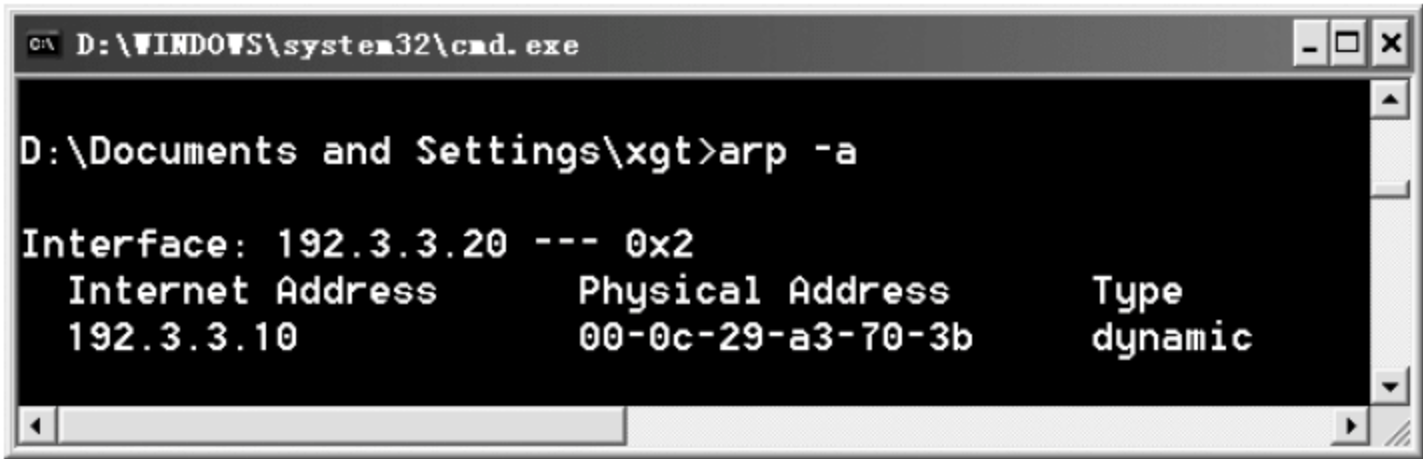 D:\WINDOWS\system32\cmd.exe
D:\Documents and Settings\xgt>arp -a
Interface: 192.3.3.20 --- 0x2
Internet Address Physical Address Type
192.3.3.10 00-0c-29-a3-70-3b dynamic